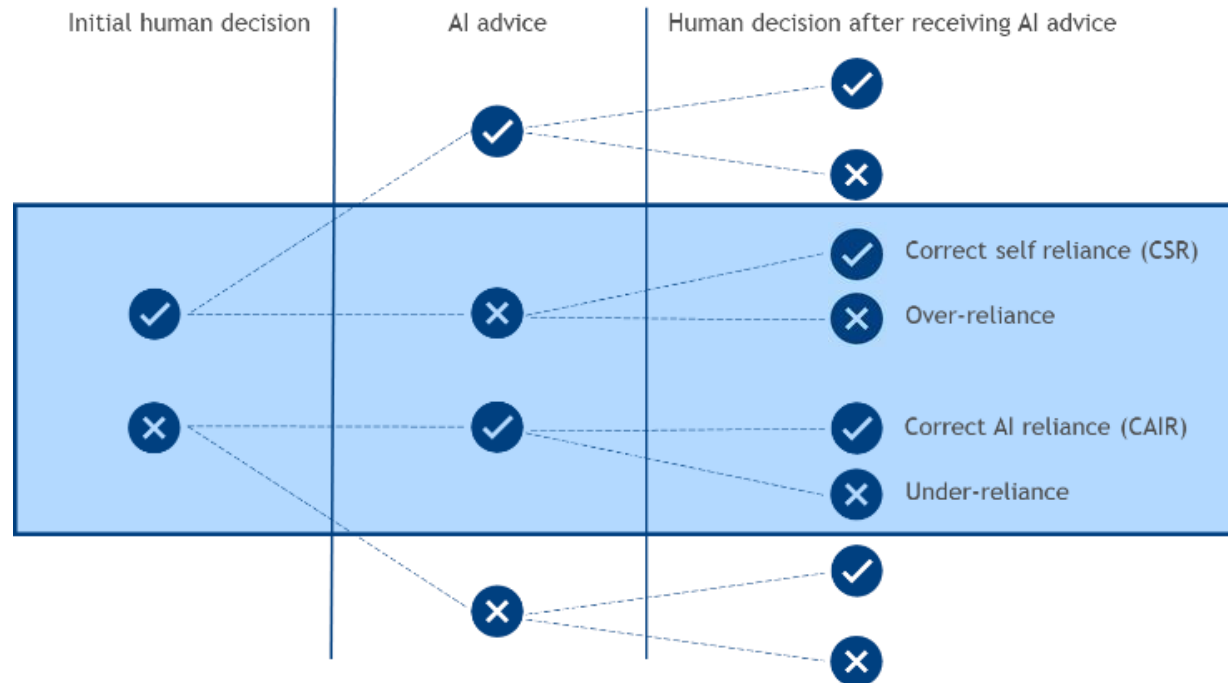 Initial human decision
AI advice
Human decision after receiving AI advice
Correct self reliance (CSR)
Over-reliance
Correct AI reliance (CAIR)
Under-reliance